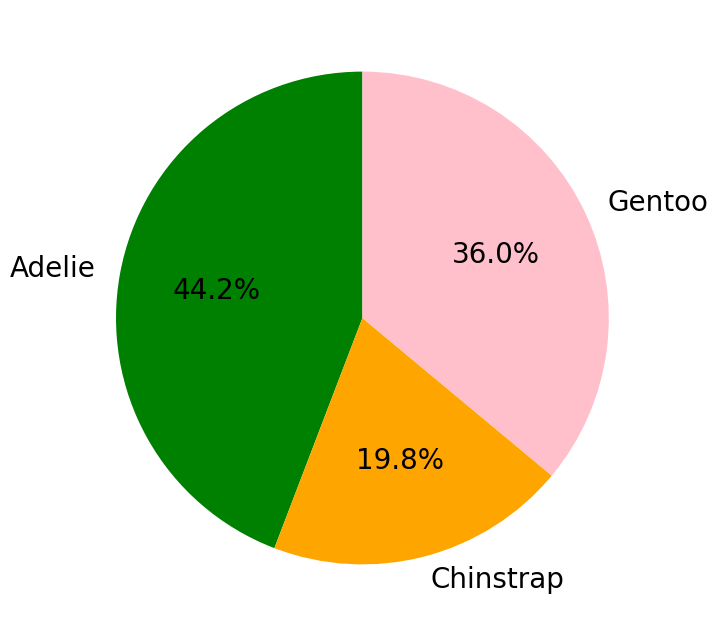 Gentoo
36.0%
Adelie
44.2%
19.8%
Chinstrap